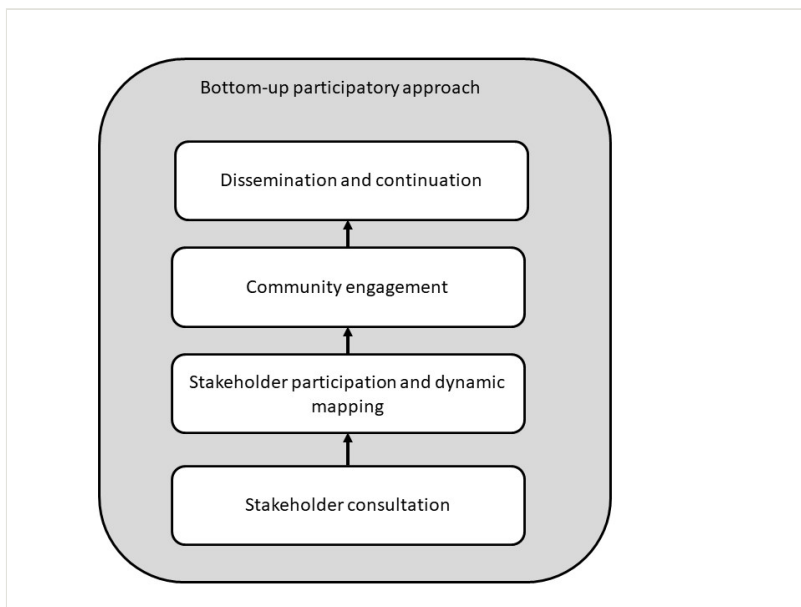 Bottom-up participatory approach
Dissemination and continuation
Community engagement
Stakeholder participation and dynamic
mapping
Stakeholder consultation